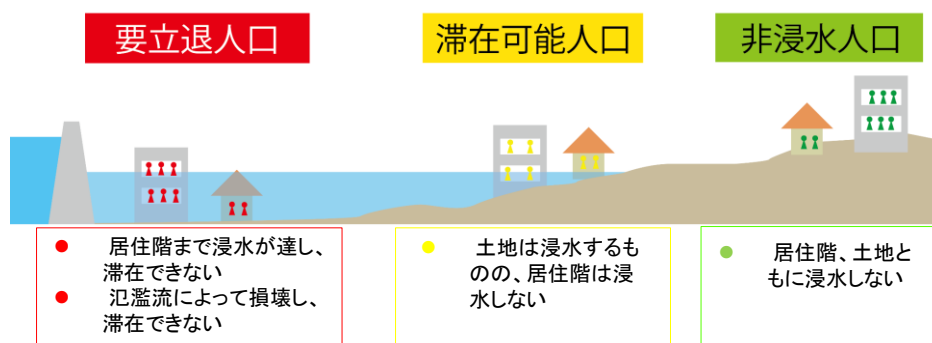 要立退人口
滞在可能人口
非浸水人口
● 居住階まで浸水が達し、
滞在できない
● 氾濫流によって損壊し、
滞在できない
● 土地は浸水するも
のの、居住階は浸
水しない
● 居住階、土地と
もに浸水しない